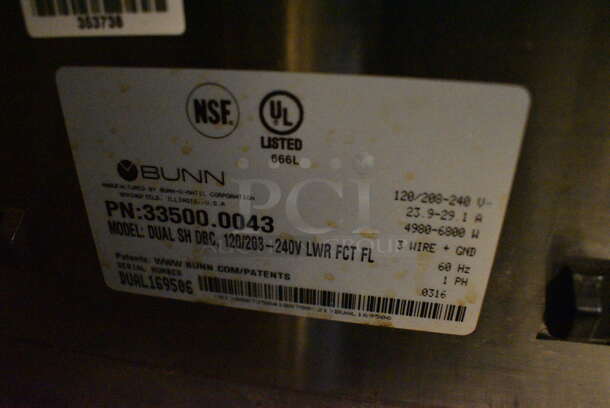 353730
NSF
UL
LISTED
666L
BUNN
MANUFACTURED BY BUNN-O-MATIC CORPORATION
SPRINGFIELD, ILLINOIS, U.S.A
PN:33500.0043
MODEL: DUAL SH DBC, 120/208-240V LWR FCT FL
Patents: WWW.BUNN.COM/PATENTS
SERIAL NUMBER
DUAL169506
120/208-240 V~
23.9-29.1 A
4980-6800 W
3 WIRE + GND
60 Hz
1 PH
0316
PCI